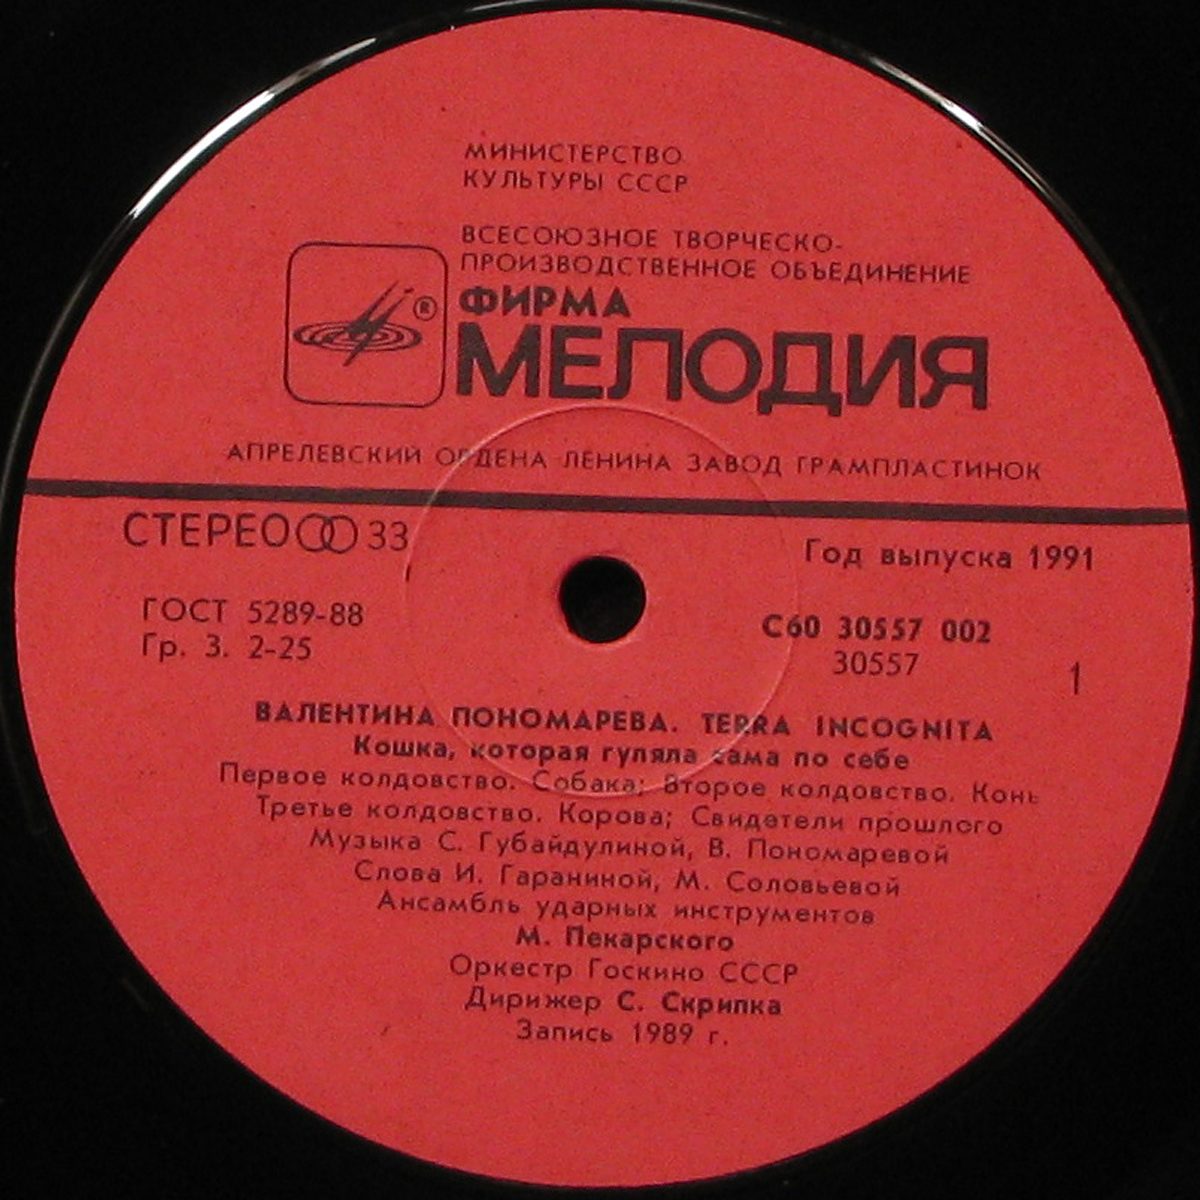 МИНИСТЕРСТВО
КУЛЬТУРЫ СССР
ВСЕСОЮЗНОЕ ТВОРЧЕСКО-
ПРОИЗВОДСТВЕННОЕ ОБЪЕДИНЕНИЕ
ФИРМА
®
МЕЛОДИЯ
АПРЕЛЕВСКИЙ ОРДЕНА ЛЕНИНА ЗАВОД ГРАМПЛАСТИНОК
СТЕРЕО 33
Год выпуска 1991
ГОСТ 5289-88
Гр. 3. 2-25
С60 30557 002
30557
1
ВАЛЕНТИНА ПОНОМАРЕВА. TERRA INCOGNITA
Кошка, которая гуляла сама по себе
Первое колдовство. Собака; Второе колдовство. Конь
Третье колдовство. Корова; Свидетели прошлого
Музыка С. Губайдулиной, В. Пономаревой
Слова И. Гараниной, М. Соловьевой
Ансамбль ударных инструментов
М. Пекарского
Оркестр Госкино СССР
Дирижер С. Скрипка
Запись 1989 г.